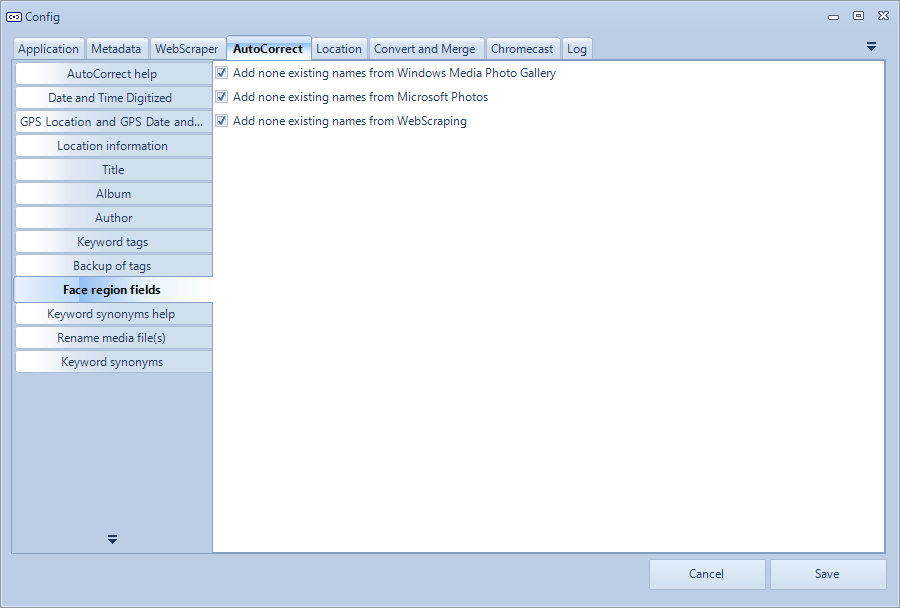 Config
Application Metadata WebScraper AutoCorrect Location Convert and Merge Chromecast Log
AutoCorrect help
Date and Time Digitized
GPS Location and GPS Date and...
Location information
Title
Album
Author
Keyword tags
Backup of tags
Face region fields
Keyword synonyms help
Rename media file(s)
Keyword synonyms
Add none existing names from Windows Media Photo Gallery
Add none existing names from Microsoft Photos
Add none existing names from WebScraping
Cancel Save